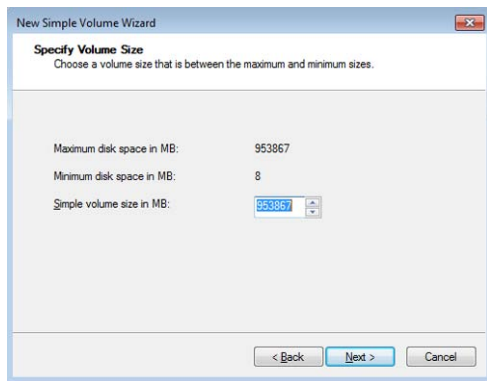 New Simple Volume Wizard
Specify Volume Size
Choose a volume size that is between the maximum and minimum sizes.
Maximum disk space in MB: 953867
Minimum disk space in MB: 8
Simple volume size in MB: 953867
< Back Next > Cancel